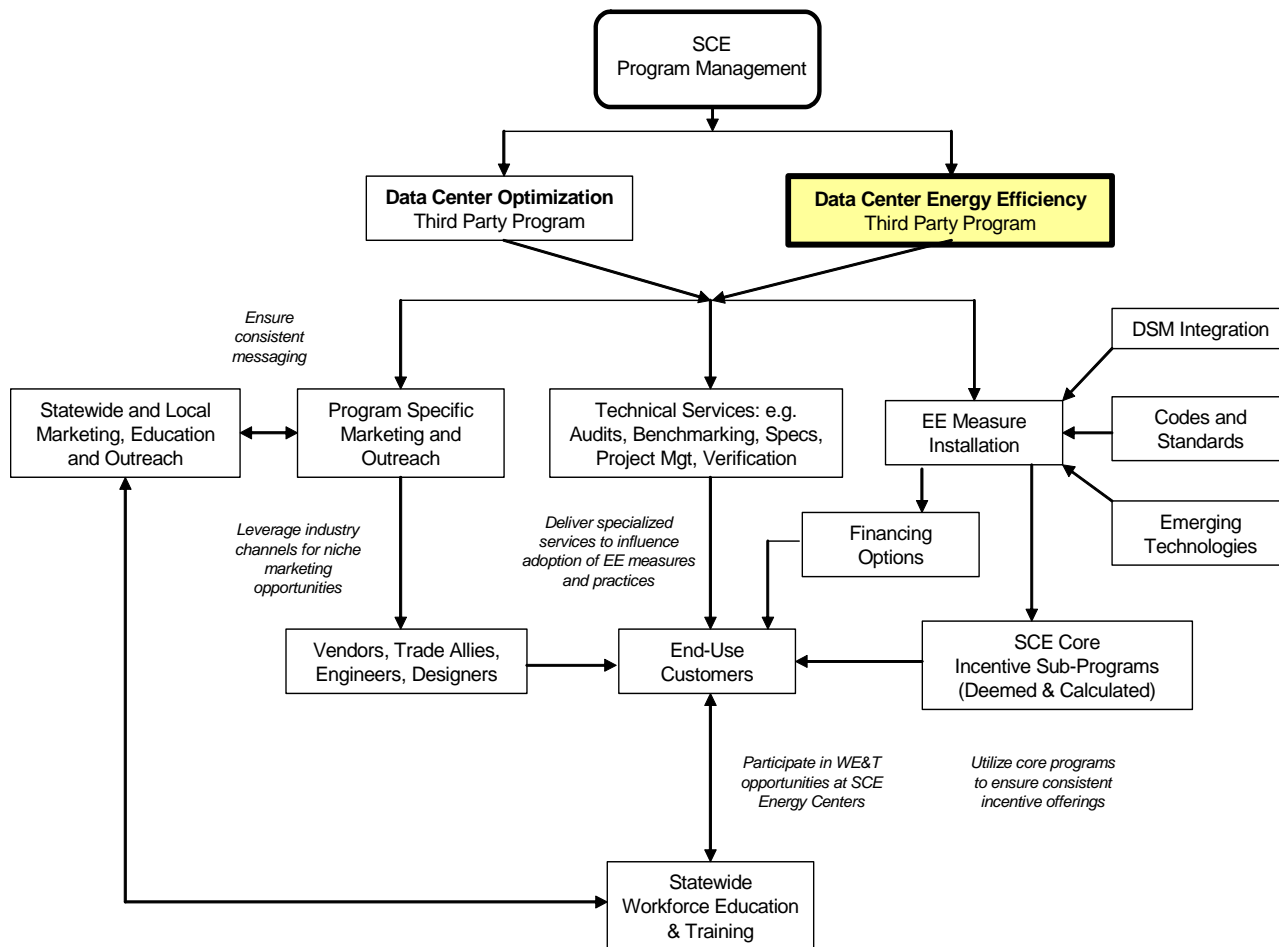 SCE
Program Management
Data Center Optimization
Third Party Program
Data Center Energy Efficiency
Third Party Program
Ensure
consistent
messaging
DSM Integration
Statewide and Local
Marketing, Education
and Outreach
Program Specific
Marketing and
Outreach
Technical Services: e.g.
Audits, Benchmarking, Specs,
Project Mgt, Verification
EE Measure
Installation
Codes and
Standards
Leverage industry
channels for niche
marketing
opportunities
Deliver specialized
services to influence
adoption of EE measures
and practices
Financing
Options
Emerging
Technologies
Vendors, Trade Allies,
Engineers, Designers
End-Use
Customers
SCE Core
Incentive Sub-Programs
(Deemed & Calculated)
Participate in WE&T
opportunities at SCE
Energy Centers
Utilize core programs
to ensure consistent
incentive offerings
Statewide
Workforce Education
& Training